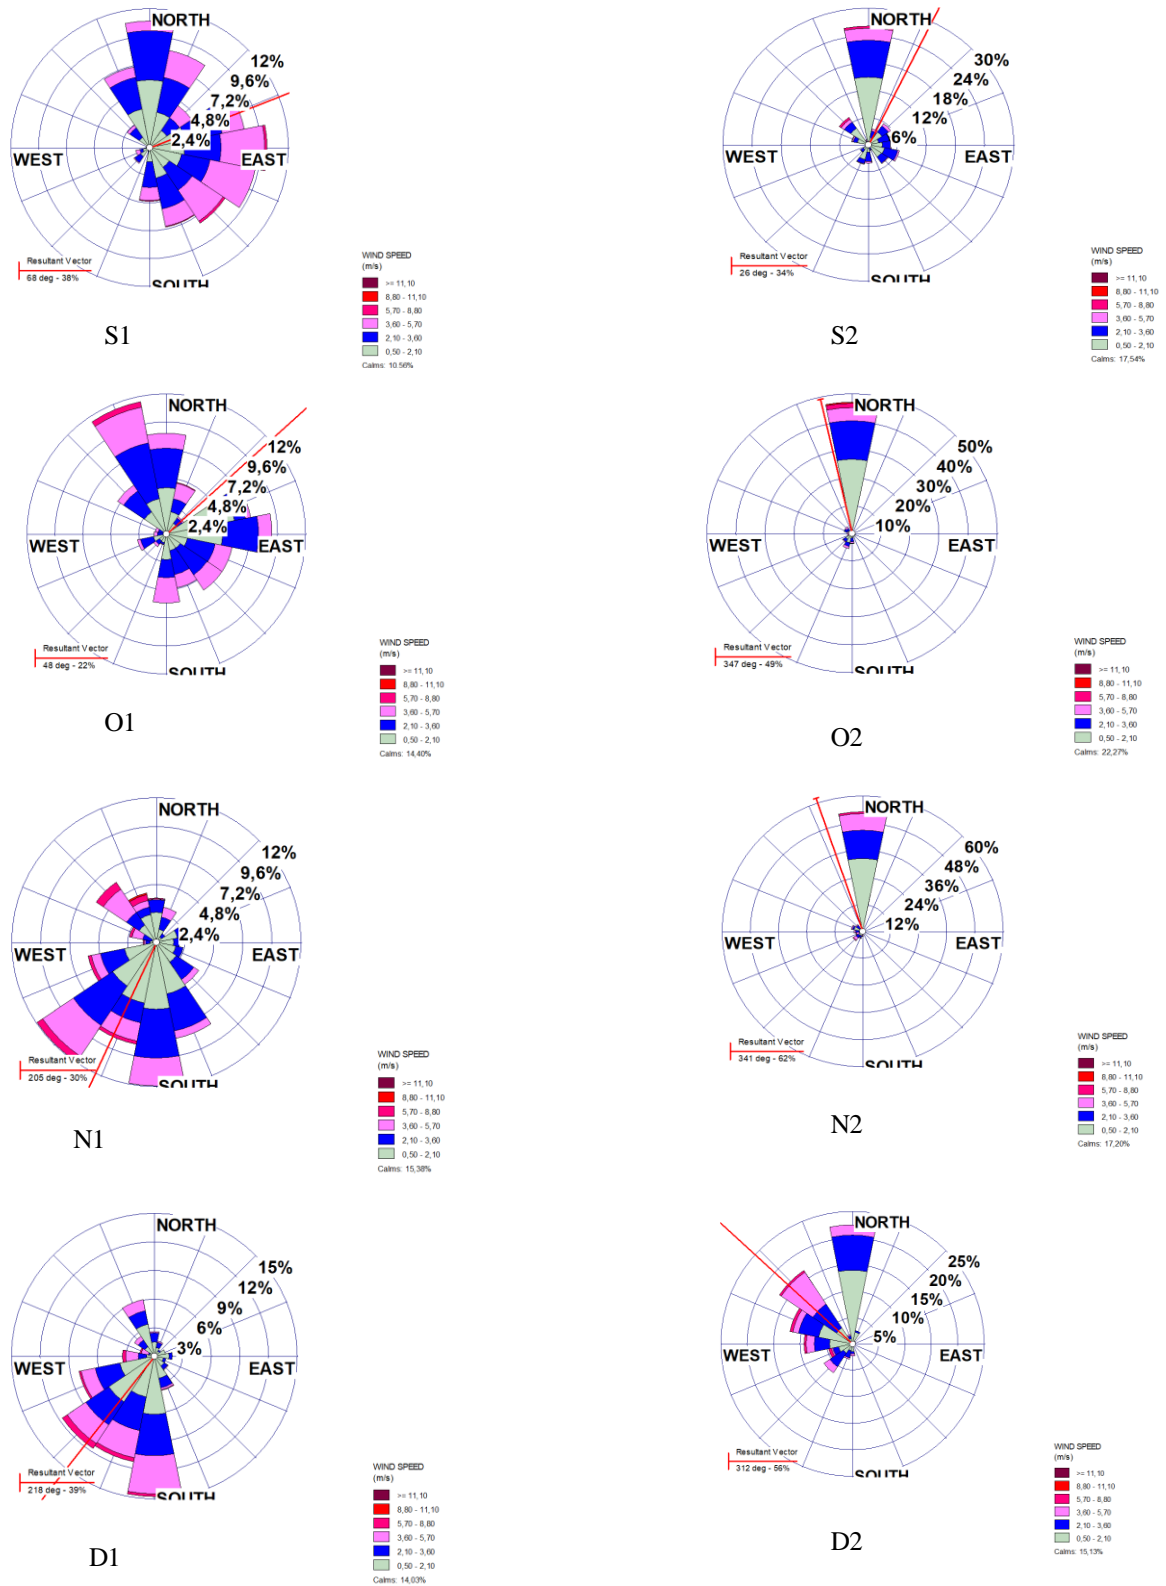 NORTH
12%
9,6%
7,2%
4,8%
2,4%
WEST
EAST
SOUTH
Resultant Vector
68 deg - 38%
WIND SPEED
(m/s)
>= 11,10
8,80 - 11,10
5,70 - 8,80
3,60 - 5,70
2,10 - 3,60
0,50 - 2,10
Calms: 10.56%
S1
NORTH
30%
24%
18%
12%
6%
WEST
EAST
SOUTH
Resultant Vector
26 deg - 34%
WIND SPEED
(m/s)
>= 11,10
8,80 - 11,10
5,70 - 8,80
3,60 - 5,70
2,10 - 3,60
0,50 - 2,10
Calms: 17,54%
S2
NORTH
12%
9,6%
7,2%
4,8%
2,4%
WEST
EAST
SOUTH
Resultant Vector
48 deg - 22%
WIND SPEED
(m/s)
>= 11,10
8,80 - 11,10
5,70 - 8,80
3,60 - 5,70
2,10 - 3,60
0,50 - 2,10
Calms: 14,40%
O1
NORTH
50%
40%
30%
20%
10%
WEST
EAST
SOUTH
Resultant Vector
347 deg - 49%
WIND SPEED
(m/s)
>= 11,10
8,80 - 11,10
5,70 - 8,80
3,60 - 5,70
2,10 - 3,60
0,50 - 2,10
Calms: 22,27%
O2
NORTH
12%
9,6%
7,2%
4,8%
2,4%
WEST
EAST
SOUTH
Resultant Vector
205 deg - 30%
WIND SPEED
(m/s)
>= 11,10
8,80 - 11,10
5,70 - 8,80
3,60 - 5,70
2,10 - 3,60
0,50 - 2,10
Calms: 15,38%
N1
NORTH
60%
48%
36%
24%
12%
WEST
EAST
SOUTH
Resultant Vector
341 deg - 62%
WIND SPEED
(m/s)
>= 11,10
8,80 - 11,10
5,70 - 8,80
3,60 - 5,70
2,10 - 3,60
0,50 - 2,10
Calms: 17,20%
N2
NORTH
15%
12%
9%
6%
3%
WEST
EAST
SOUTH
Resultant Vector
218 deg - 39%
WIND SPEED
(m/s)
>= 11,10
8,80 - 11,10
5,70 - 8,80
3,60 - 5,70
2,10 - 3,60
0,50 - 2,10
Calms: 14,03%
D1
NORTH
25%
20%
15%
10%
5%
WEST
EAST
SOUTH
Resultant Vector
312 deg - 56%
WIND SPEED
(m/s)
>= 11,10
8,80 - 11,10
5,70 - 8,80
3,60 - 5,70
2,10 - 3,60
0,50 - 2,10
Calms: 15,13%
D2